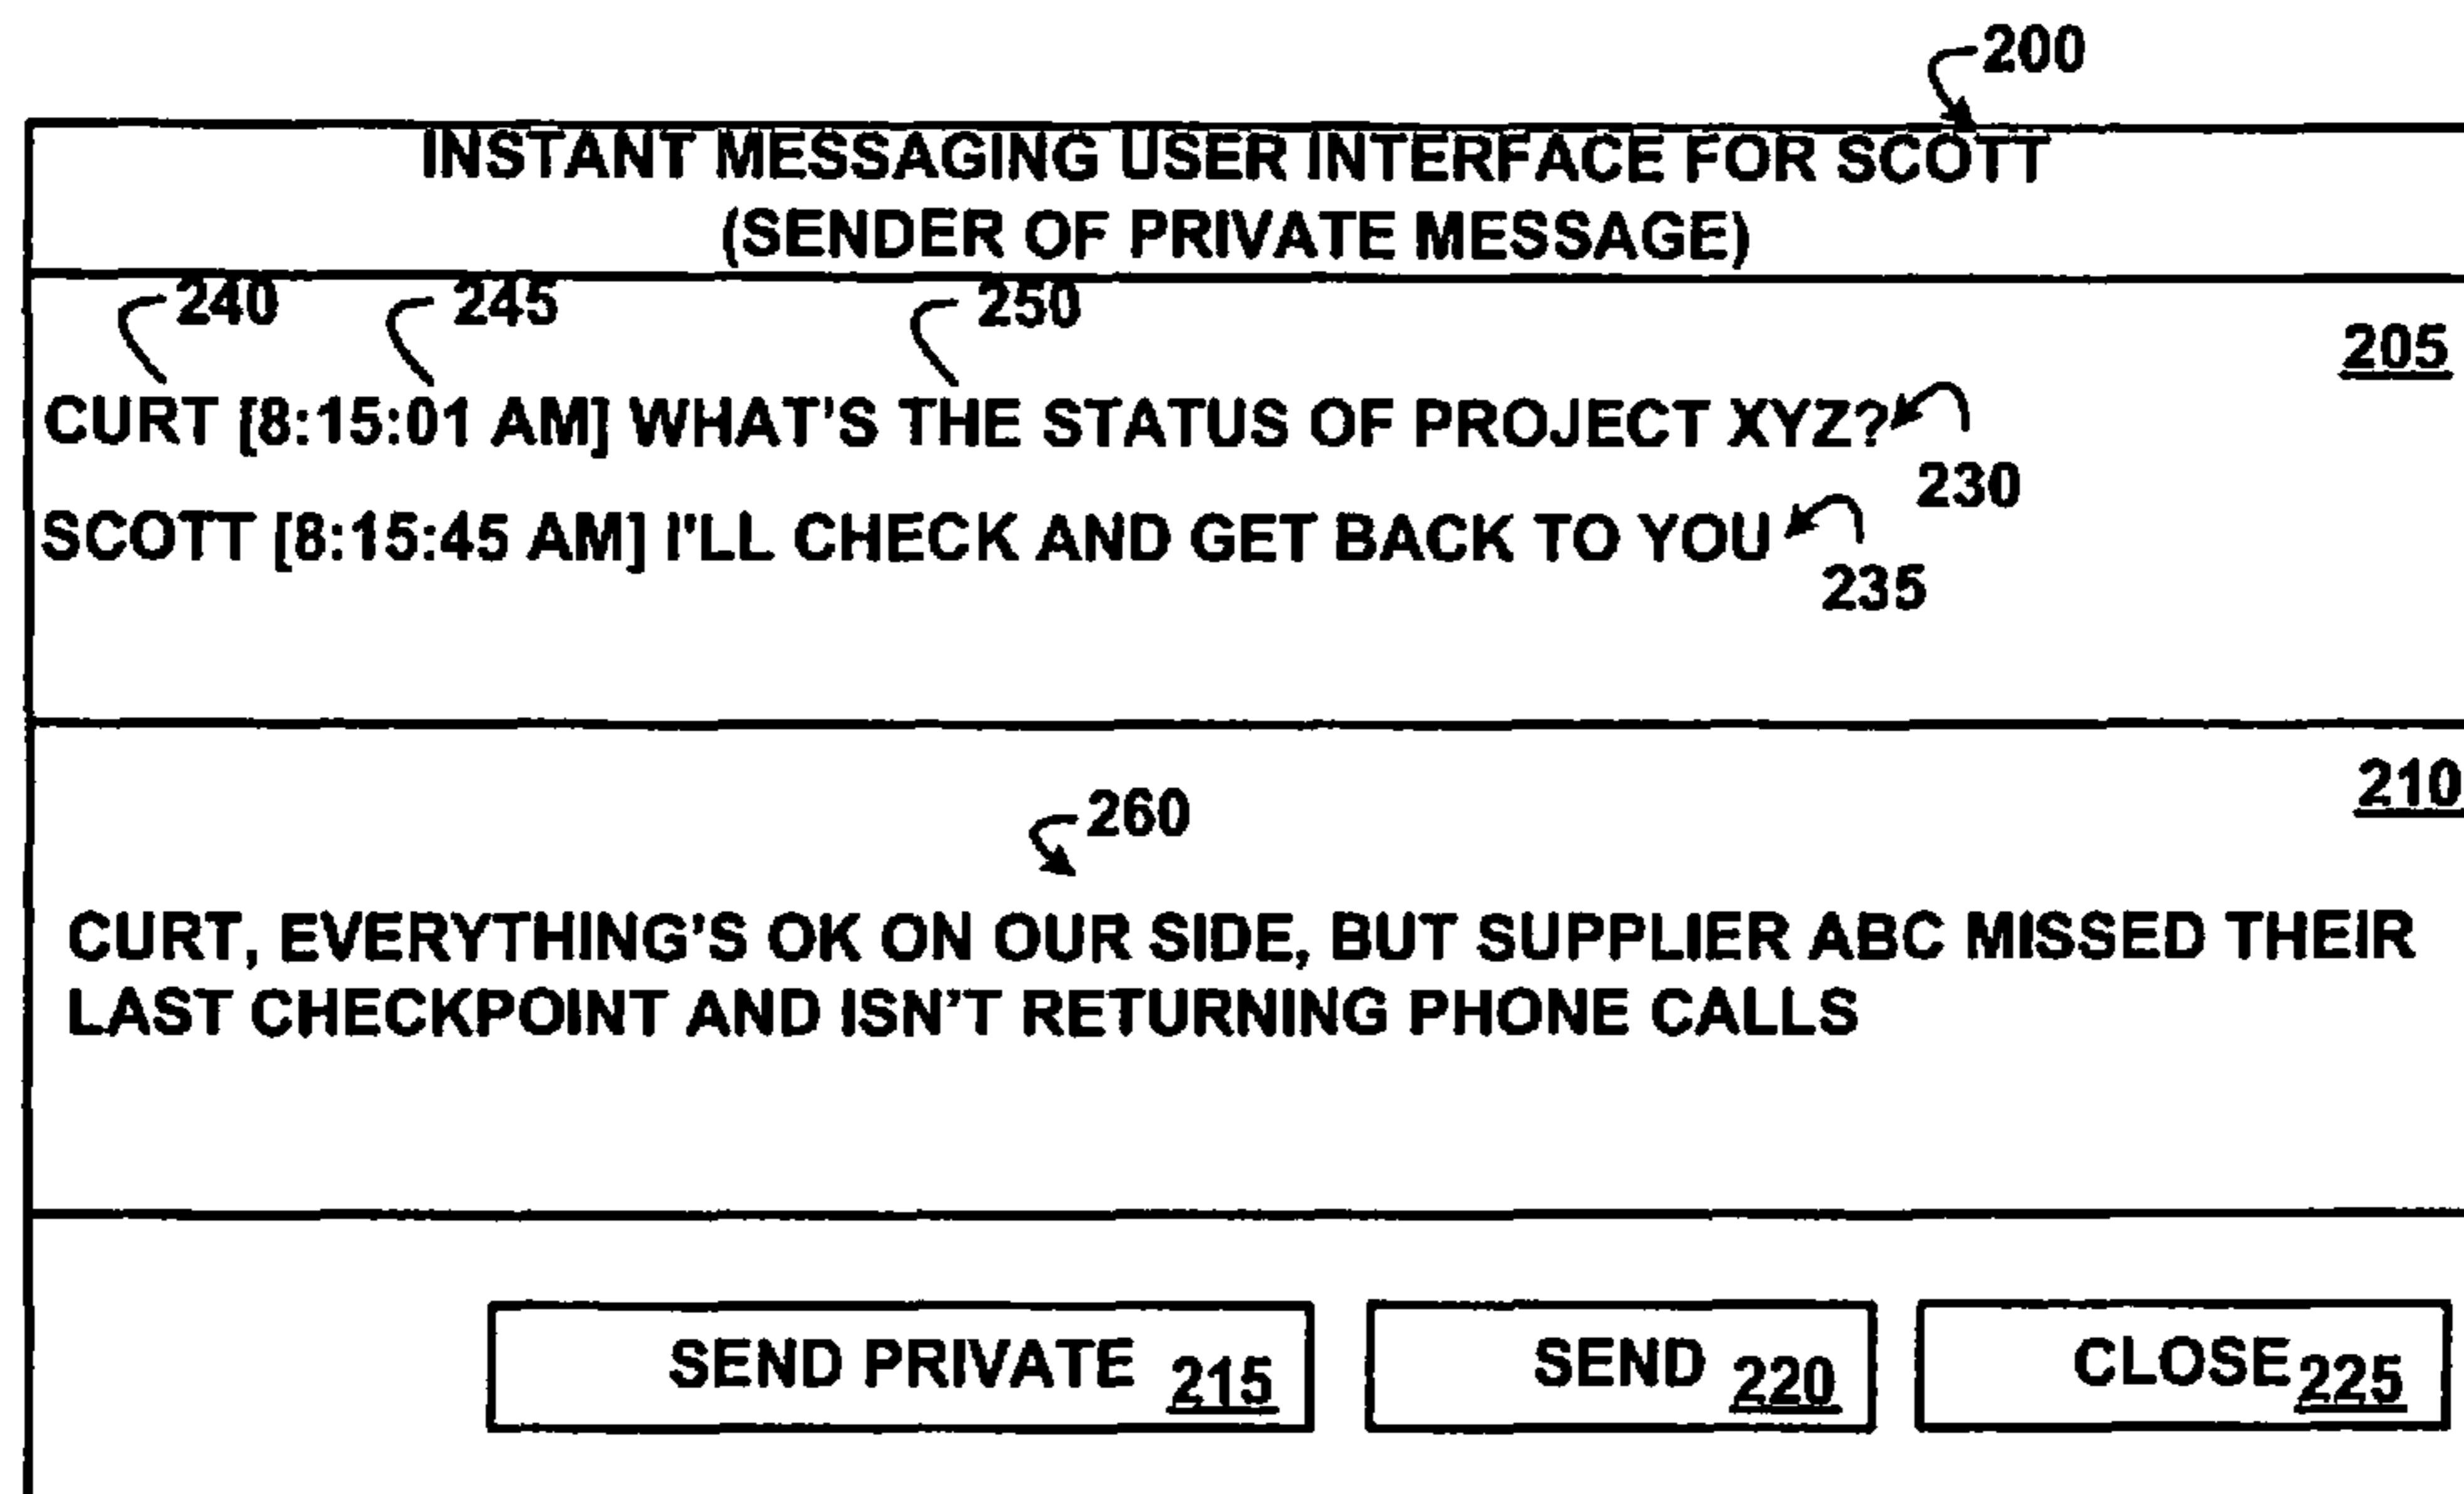 200
INSTANT MESSAGING USER INTERFACE FOR SCOTT
(SENDER OF PRIVATE MESSAGE)
240 245 250
205
CURT [8:15:01 AM] WHAT'S THE STATUS OF PROJECT XYZ?
230
SCOTT [8:15:45 AM] I'LL CHECK AND GET BACK TO YOU
235
210
260
CURT, EVERYTHING'S OK ON OUR SIDE, BUT SUPPLIER ABC MISSED THEIR
LAST CHECKPOINT AND ISN'T RETURNING PHONE CALLS
SEND PRIVATE 215 SEND 220 CLOSE 225